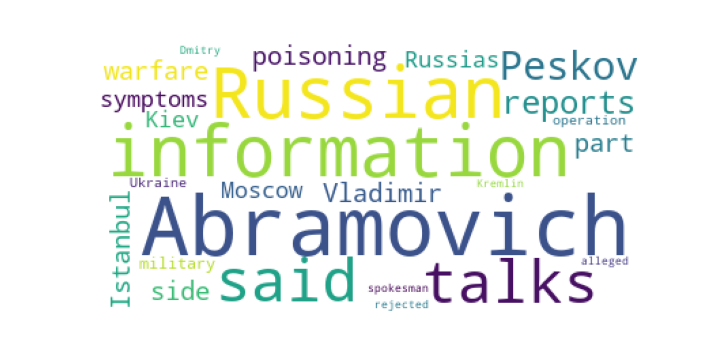 Dmitry
poisoning Russias Peskov
warfare Russian
symptoms reports
Kiev operation
information part
Ukraine Moscow Vladimir Kremlin
Abramovich
Istanbul
military said talks alleged
side spokesman
rejected